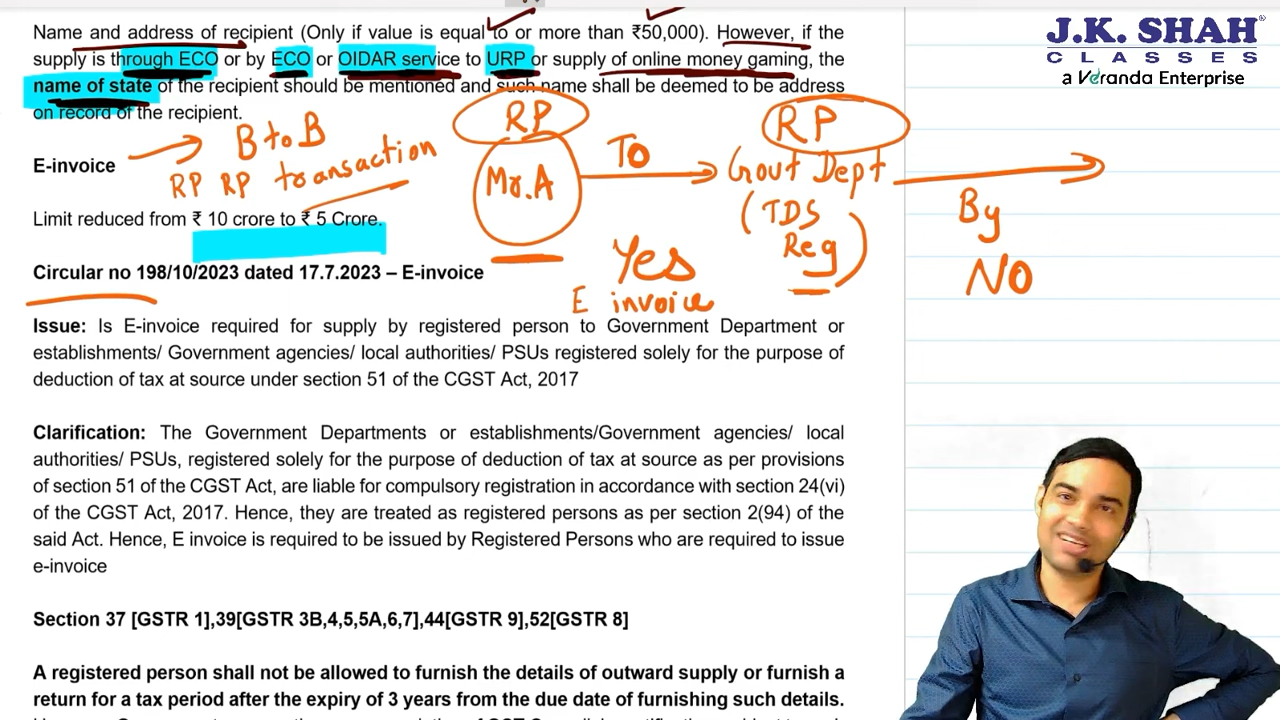 Name and address of recipient (Only if value is equal to or more than ₹50,000). However, if the
supply is through ECO or by ECO or OIDAR service to URP or supply of online money gaming, the
name of state of the recipient should be mentioned and such name shall be deemed to be address
on record of the recipient.
J.K. SHAH®
CLASSES
a Veranda Enterprise
E-invoice
B to B
RP RP transaction
RP
Mr. A
TO
RP
Govt Dept
(TDS
Reg)
By
NO
Yes
E invoice
Limit reduced from ₹ 10 crore to ₹ 5 Crore.
Circular no 198/10/2023 dated 17.7.2023 – E-invoice
Issue: Is E-invoice required for supply by registered person to Government Department or
establishments/ Government agencies/ local authorities/ PSUs registered solely for the purpose of
deduction of tax at source under section 51 of the CGST Act, 2017
Clarification: The Government Departments or establishments/Government agencies/ local
authorities/ PSUs, registered solely for the purpose of deduction of tax at source as per provisions
of section 51 of the CGST Act, are liable for compulsory registration in accordance with section 24(vi)
of the CGST Act, 2017. Hence, they are treated as registered persons as per section 2(94) of the
said Act. Hence, E invoice is required to be issued by Registered Persons who are required to issue
e-invoice
Section 37 [GSTR 1],39[GSTR 3B,4,5,5A,6,7],44[GSTR 9],52[GSTR 8]
A registered person shall not be allowed to furnish the details of outward supply or furnish a
return for a tax period after the expiry of 3 years from the due date of furnishing such details.